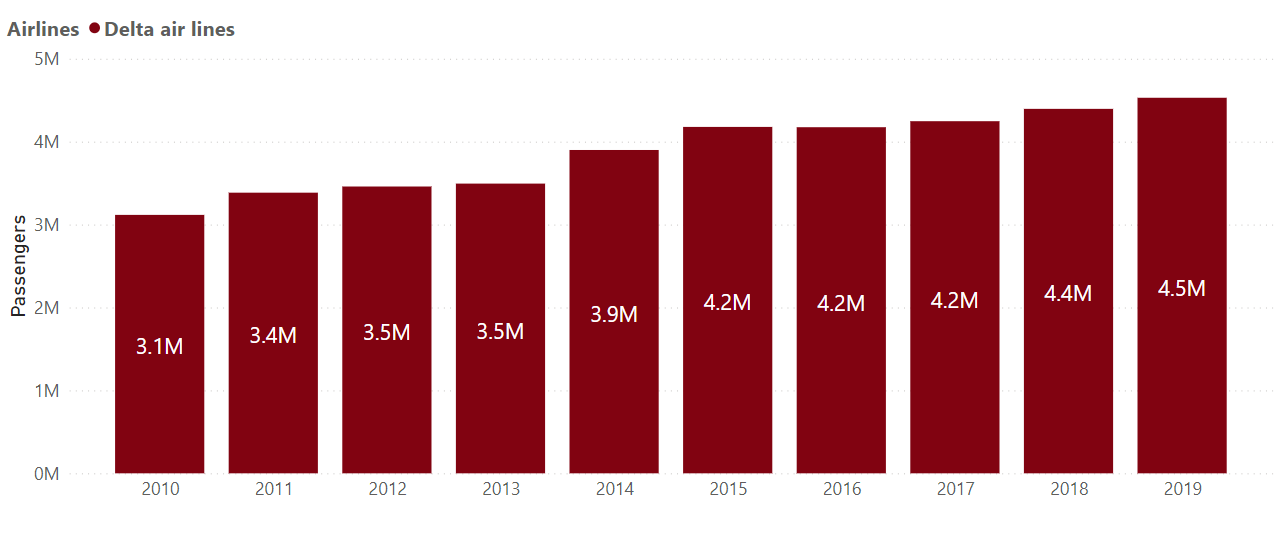 Airlines Delta air lines
5M
4M
3M
2M
1M
0M
Passengers
3.1M 3.4M 3.5M 3.5M 3.9M 4.2M 4.2M 4.2M 4.4M 4.5M
2010 2011 2012 2013 2014 2015 2016 2017 2018 2019